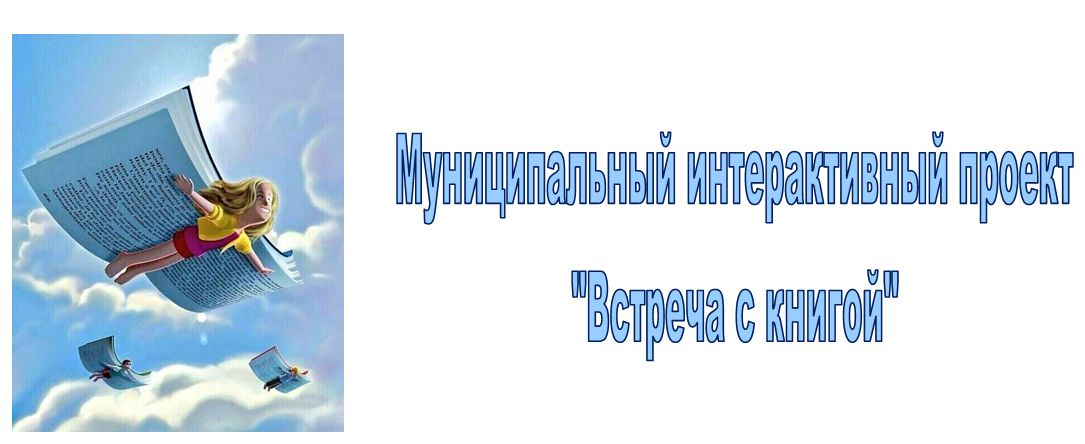 Муниципальный интерактивный проект
"Встреча с книгой"